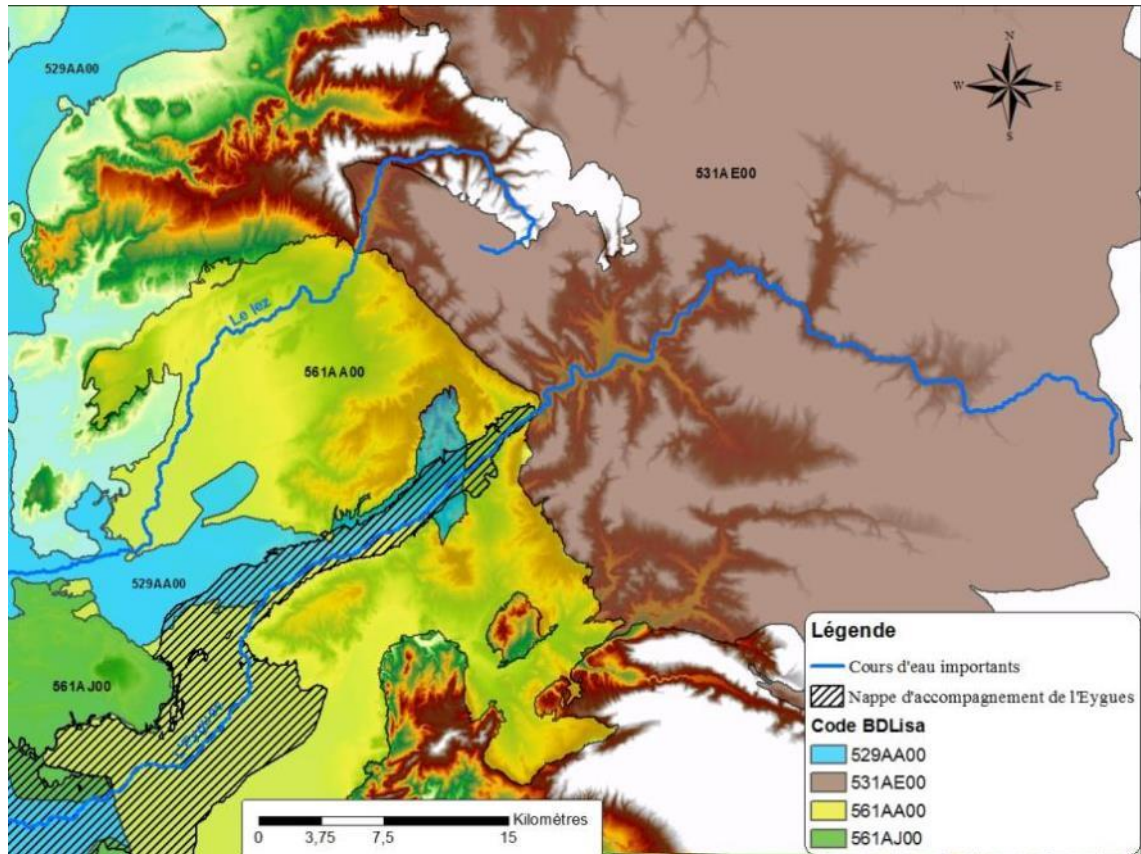 529AA00
N
W
E
S
531AE00
Le lez
561AA00
529AA00
561AJ00
L'Eygues
Légende
Cours d'eau importants
Nappe d'accompagnement de l'Eygues
Code BDLisa
529AA00
531AE00
561AA00
561AJ00
Kilomètres
0 3,75 7,5 15